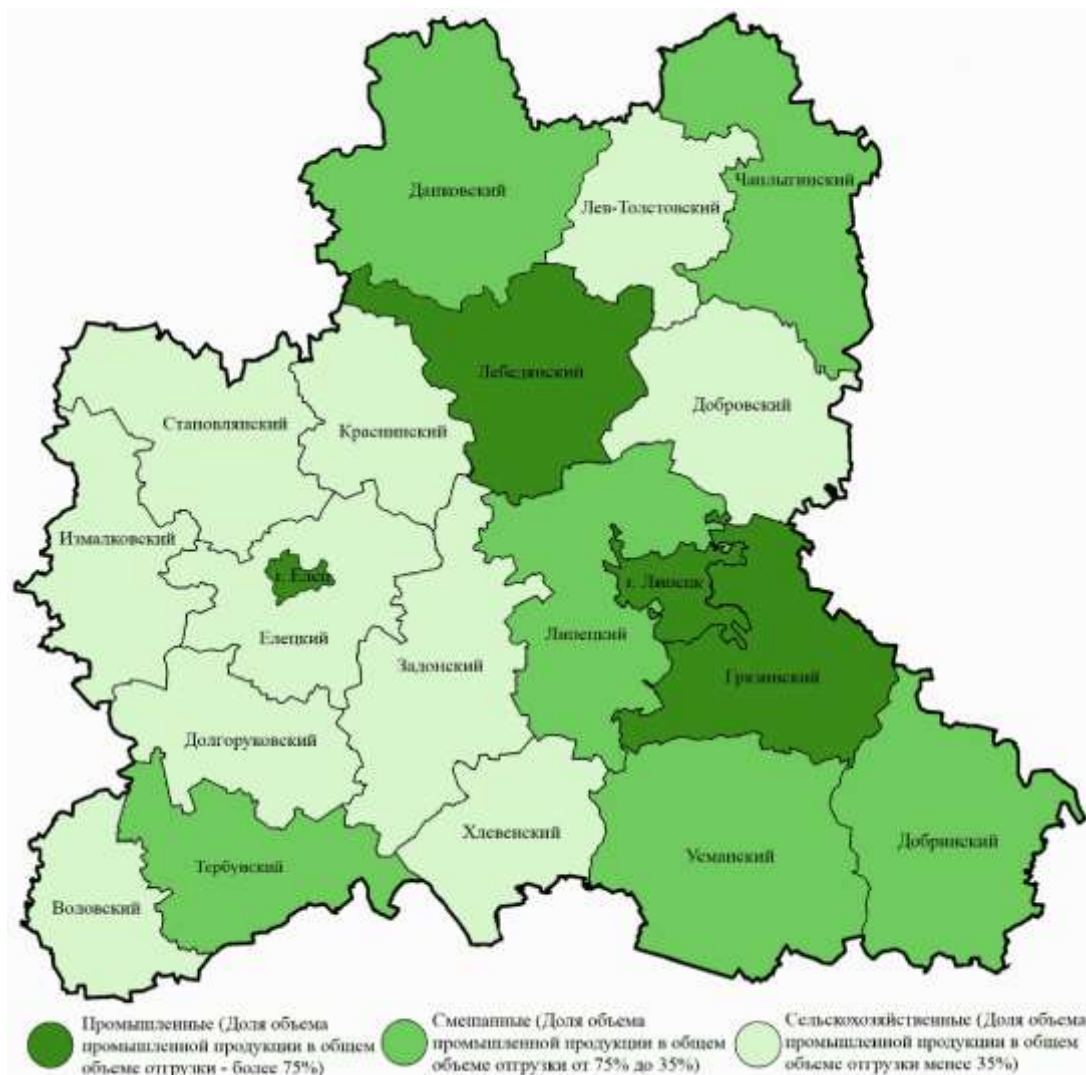 Данковский
Лев-Толстовский
Чаплыгинский
Лебедянский
Добровский
Становлянский
Краснинский
Измалковский
г. Елец
г. Липецк
Елецкий
Липецкий
Задонский
Грязинский
Долгоруковский
Хлевенский
Добринский
Усманский
Тербунский
Воловский
Промышленные (Доля объема
промышленной продукции в общем
объеме отгрузки - более 75%)
Смешанные (Доля объема
промышленной продукции в общем
объеме отгрузки от 75% до 35%)
Сельскохозяйственные (Доля объема
промышленной продукции в общем
объеме отгрузки менее 35%)